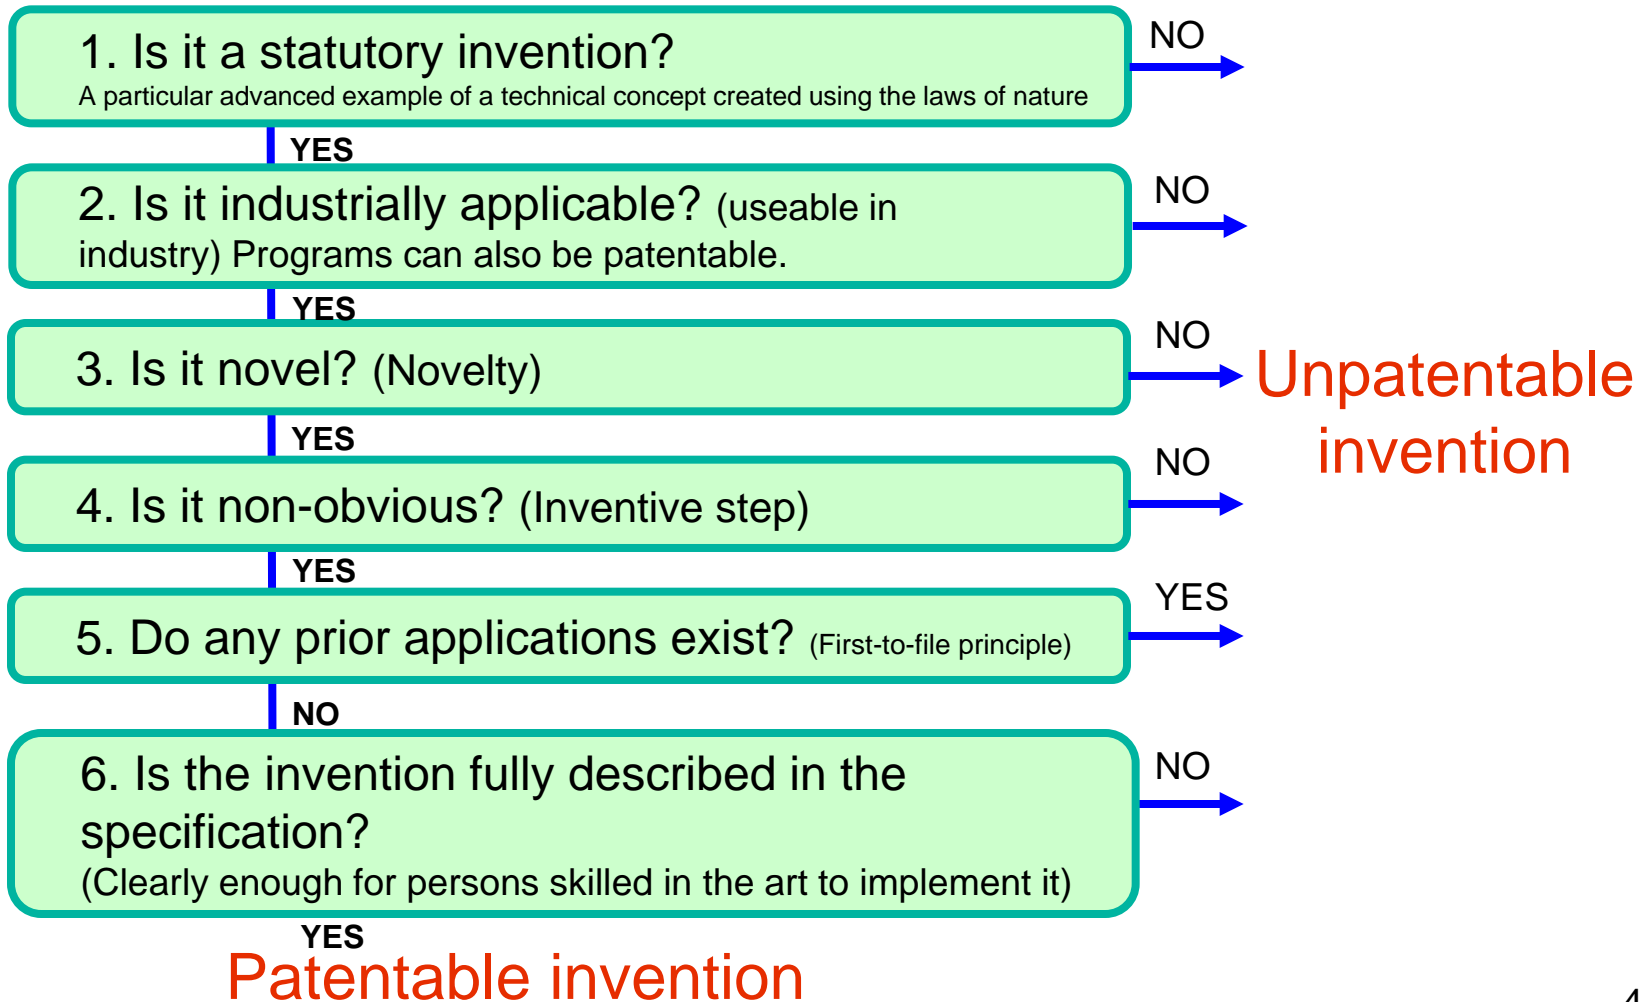 1. Is it a statutory invention?
NO
A particular advanced example of a technical concept created using the laws of nature
YES
2. Is it industrially applicable? (useable in
industry) Programs can also be patentable.
NO
YES
3. Is it novel? (Novelty)
NO
Unpatentable
invention
YES
4. Is it non-obvious? (Inventive step)
NO
YES
5. Do any prior applications exist? (First-to-file principle)
YES
NO
6. Is the invention fully described in the
specification?
(Clearly enough for persons skilled in the art to implement it)
NO
YES
Patentable invention
4